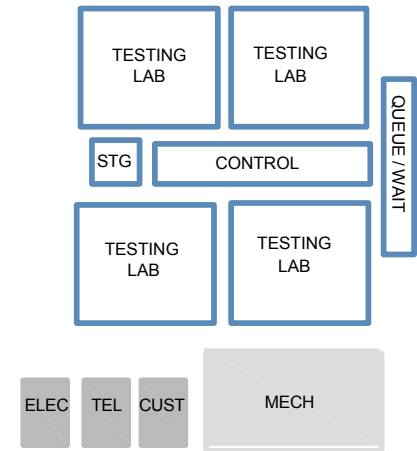 TESTING
LAB
TESTING
LAB
QUEUE / WAIT
STG
CONTROL
TESTING
LAB
TESTING
LAB
ELEC
TEL
CUST
MECH